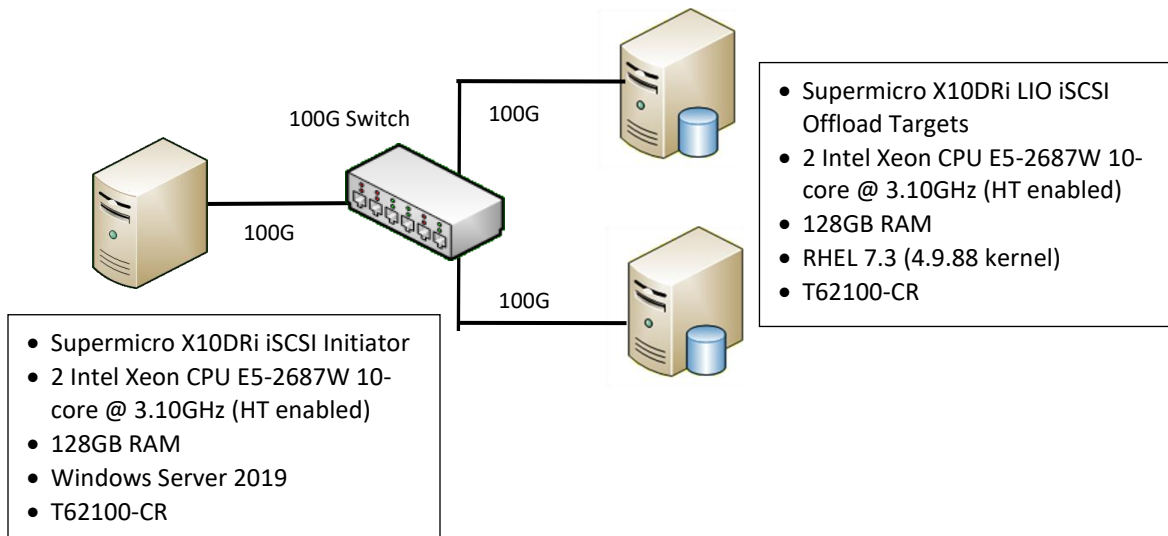 100G Switch
100G
100G
100G
• Supermicro X10DRi LIO iSCSI
Offload Targets
• 2 Intel Xeon CPU E5-2687W 10-
core @ 3.10GHz (HT enabled)
• 128GB RAM
• RHEL 7.3 (4.9.88 kernel)
• T62100-CR
• Supermicro X10DRi iSCSI Initiator
• 2 Intel Xeon CPU E5-2687W 10-
core @ 3.10GHz (HT enabled)
• 128GB RAM
• Windows Server 2019
• T62100-CR